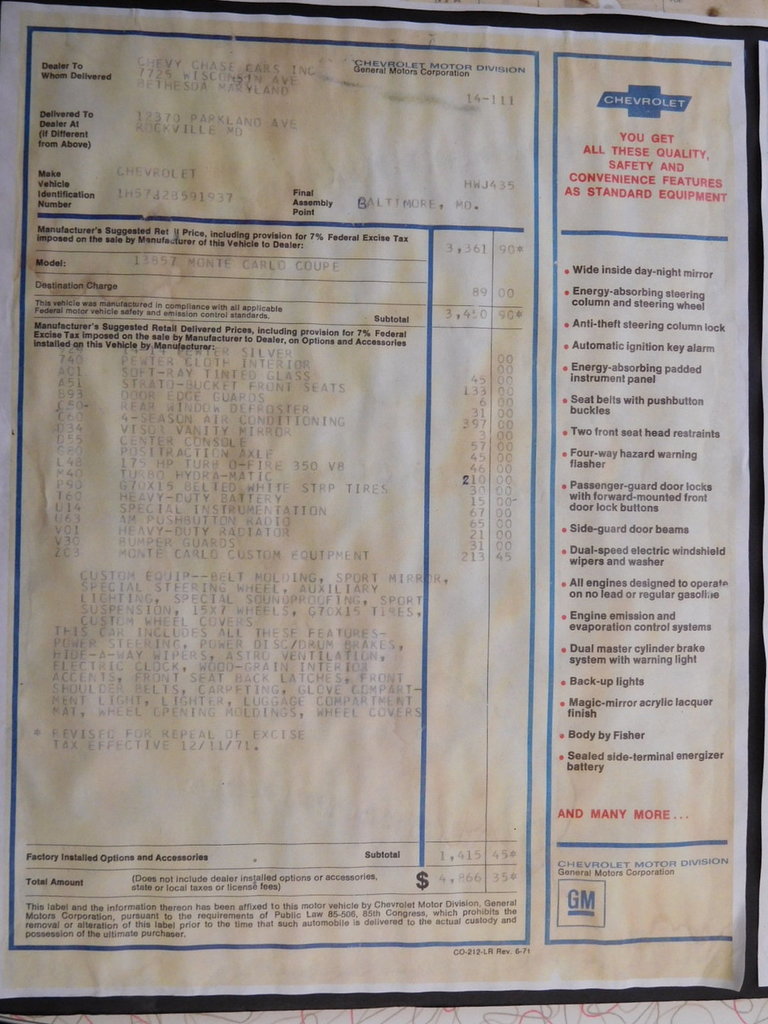 Dealer To
Whom Delivered
CHEVY CHASE CARS INC
7725 WISCONSIN AVE
BETHESDA MARYLAND
CHEVROLET MOTOR DIVISION
General Motors Corporation
14-111
Delivered To
Dealer At
(If Different
from Above)
12370 PARKLAND AVE
ROCKVILLE MD
Make
CHEVROLET
Vehicle
Identification
Number
1H57H2B591937
Final
Assembly
Point
HWJ435
BALTIMORE, MD.
Manufacturer's Suggested Ret il Price, including provision for 7% Federal Excise Tax
imposed on the sale by Manufacturer of this Vehicle to Dealer:
3,361 90*
Model: 13857 MONTE CARLO COUPE
Destination Charge 89 00
This vehicle was manufactured in compliance with all applicable
Federal motor vehicle safety and emission control standards. Subtotal 3,450 90*
Manufacturer's Suggested Retail Delivered Prices, including provision for 7% Federal
Excise Tax imposed on the sale by Manufacturer to Dealer, on Options and Accessories
installed on this Vehicle by Manufacturer:
SILVER
740 PEWTER CLOTH INTERIOR 00
A01 SOFT-RAY TINTED GLASS 45 00
A51 STRATO-BUCKET FRONT SEATS 133 00
B93 DOOR EDGE GUARDS 6 00
C50 REAR WINDOW DEFROSTER 31 00
C60 4-SEASON AIR CONDITIONING 397 00
D34 VISOR VANITY MIRROR 3 00
D55 CENTER CONSOLE 57 00
G80 POSITRACTION AXLE 45 00
L48 175 HP TURB O-FIRE 350 V8 46 00
M40 TURBO HYDRA-MATIC 210 00
P90 G70X15 BELTED WHITE STRP TIRES 30 00
T60 HEAVY-DUTY BATTERY 15 00
U14 SPECIAL INSTRUMENTATION 67 00
U63 AM PUSHBUTTON RADIO 65 00
V01 HEAVY-DUTY RADIATOR 21 00
V30 BUMPER GUARDS 31 00
Z03 MONTE CARLO CUSTOM EQUIPMENT 213 45
CUSTOM EQUIP--BELT MOLDING, SPORT MIRROR,
SPECIAL STEERING WHEEL, AUXILIARY
LIGHTING, SPECIAL SOUNDPROOFING, SPORT
SUSPENSION, 15X7 WHEELS, G70X15 TIRES,
CUSTOM WHEEL COVERS
THIS CAR INCLUDES ALL THESE FEATURES-
POWER STEERING, POWER DISC/DRUM BRAKES,
HIDE-A-WAY WIPERS, ASTRO VENTILATION,
ELECTRIC CLOCK, WOOD-GRAIN INTERIOR
ACCENTS, FRONT SEAT BACK LATCHES, FRONT
SHOULDER BELTS, CARPETING, GLOVE COMPART-
MENT LIGHT, LIGHTER, LUGGAGE COMPARTMENT
MAT, WHEEL OPENING MOLDINGS, WHEEL COVERS
* REVISED FOR REPEAL OF EXCISE
TAX EFFECTIVE 12/11/71.
Factory Installed Options and Accessories Subtotal 1,415 45*
Total Amount (Does not include dealer installed options or accessories,
state or local taxes or license fees) $ 4,866 35*
This label and the information thereon has been affixed to this motor vehicle by Chevrolet Motor Division, General
Motors Corporation, pursuant to the requirements of Public Law 85-506, 85th Congress, which prohibits the
removal or alteration of this label prior to the time that such automobile is delivered to the actual custody and
possession of the ultimate purchaser.
CO-212-LR Rev. 6-71
CHEVROLET
YOU GET
ALL THESE QUALITY,
SAFETY AND
CONVENIENCE FEATURES
AS STANDARD EQUIPMENT
• Wide inside day-night mirror
• Energy-absorbing steering
column and steering wheel
• Anti-theft steering column lock
• Automatic ignition key alarm
• Energy-absorbing padded
instrument panel
• Seat belts with pushbutton
buckles
• Two front seat head restraints
• Four-way hazard warning
flasher
• Passenger-guard door locks
with forward-mounted front
door lock buttons
• Side-guard door beams
• Dual-speed electric windshield
wipers and washer
• All engines designed to operate
on no lead or regular gasoline
• Engine emission and
evaporation control systems
• Dual master cylinder brake
system with warning light
• Back-up lights
• Magic-mirror acrylic lacquer
finish
• Body by Fisher
• Sealed side-terminal energizer
battery
AND MANY MORE...
CHEVROLET MOTOR DIVISION
General Motors Corporation
GM